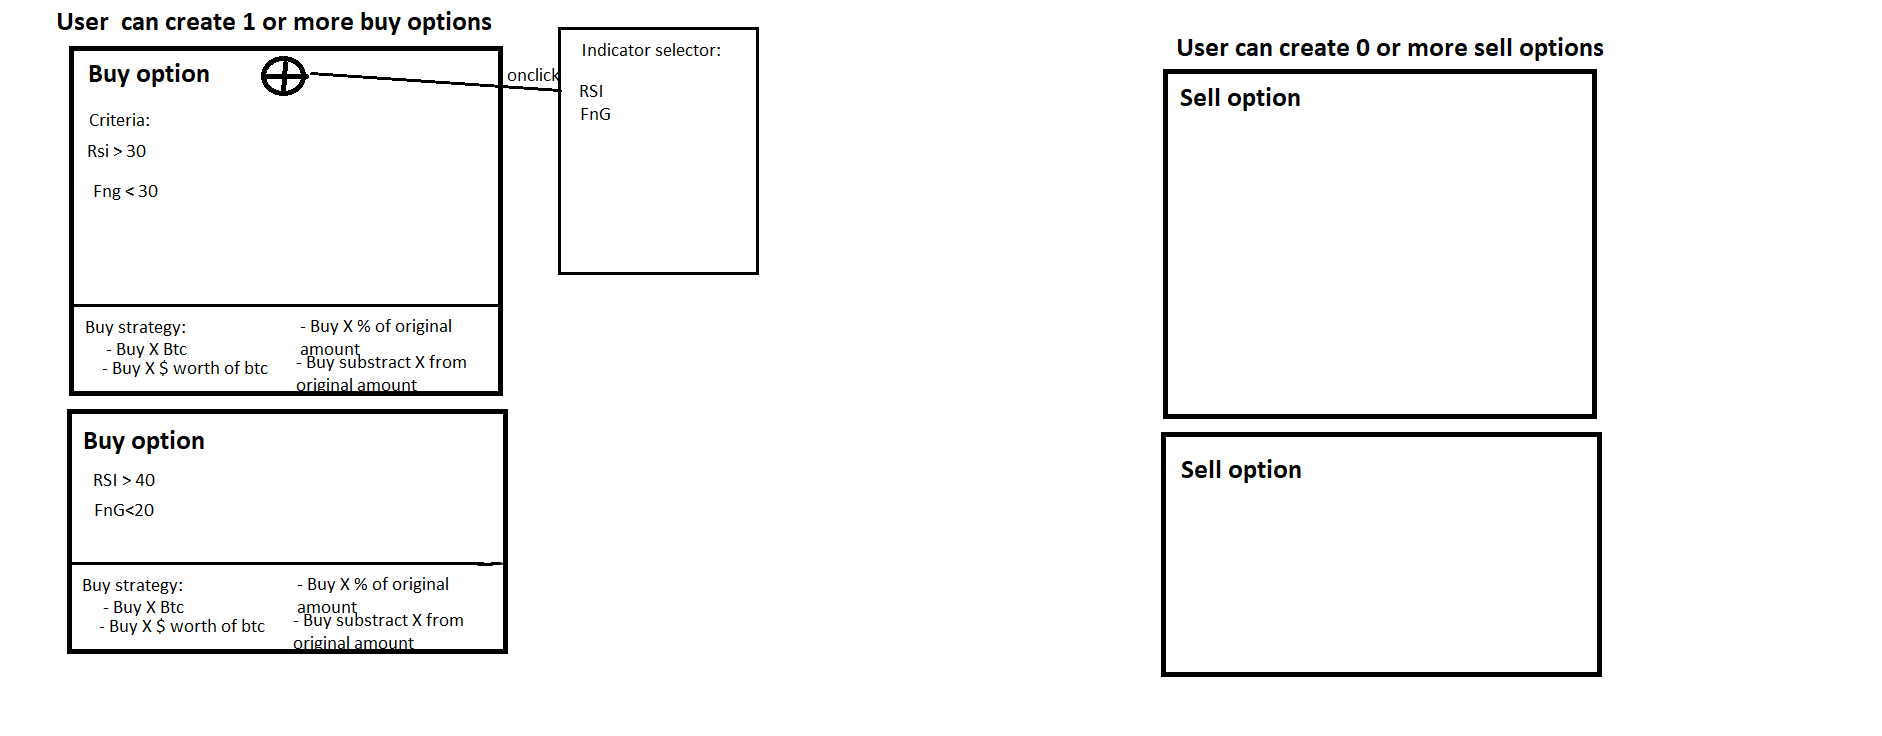 User  can create 1 or more buy options
Buy option
Criteria:
Rsi > 30
Fng < 30
Buy strategy:
- Buy X Btc
- Buy X $ worth of btc
- Buy X % of original
amount
- Buy substract X from
original amount
onclick
Indicator selector:
RSI
FnG
Buy option
RSI > 40
FnG<20
Buy strategy:
- Buy X Btc
- Buy X $ worth of btc
- Buy X % of original
amount
- Buy substract X from
original amount
User can create 0 or more sell options
Sell option
Sell option